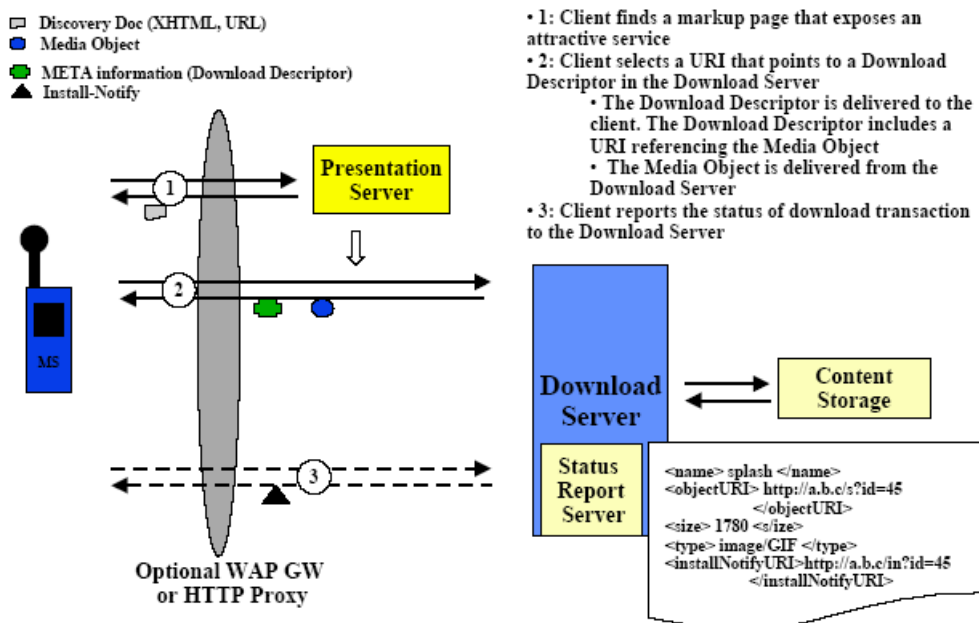 Discovery Doc (XHTML, URL)
Media Object
META information (Download Descriptor)
Install-Notify
1
Presentation
Server
2
MS
3
Optional WAP GW
or HTTP Proxy
• 1: Client finds a markup page that exposes an
attractive service
• 2: Client selects a URI that points to a Download
Descriptor in the Download Server
• The Download Descriptor is delivered to the
client. The Download Descriptor includes a
URI referencing the Media Object
• The Media Object is delivered from the
Download Server
• 3: Client reports the status of download transaction
to the Download Server
Download
Server
Content
Storage
Status
Report
Server
<name> splash </name>
<objectURI> http://a.b.c/s?id=45
</objectURI>
<size> 1780 <s/ize>
<type> image/GIF </type>
<installNotifyURI>http://a.b.c/in?id=45
</installNotifyURI>